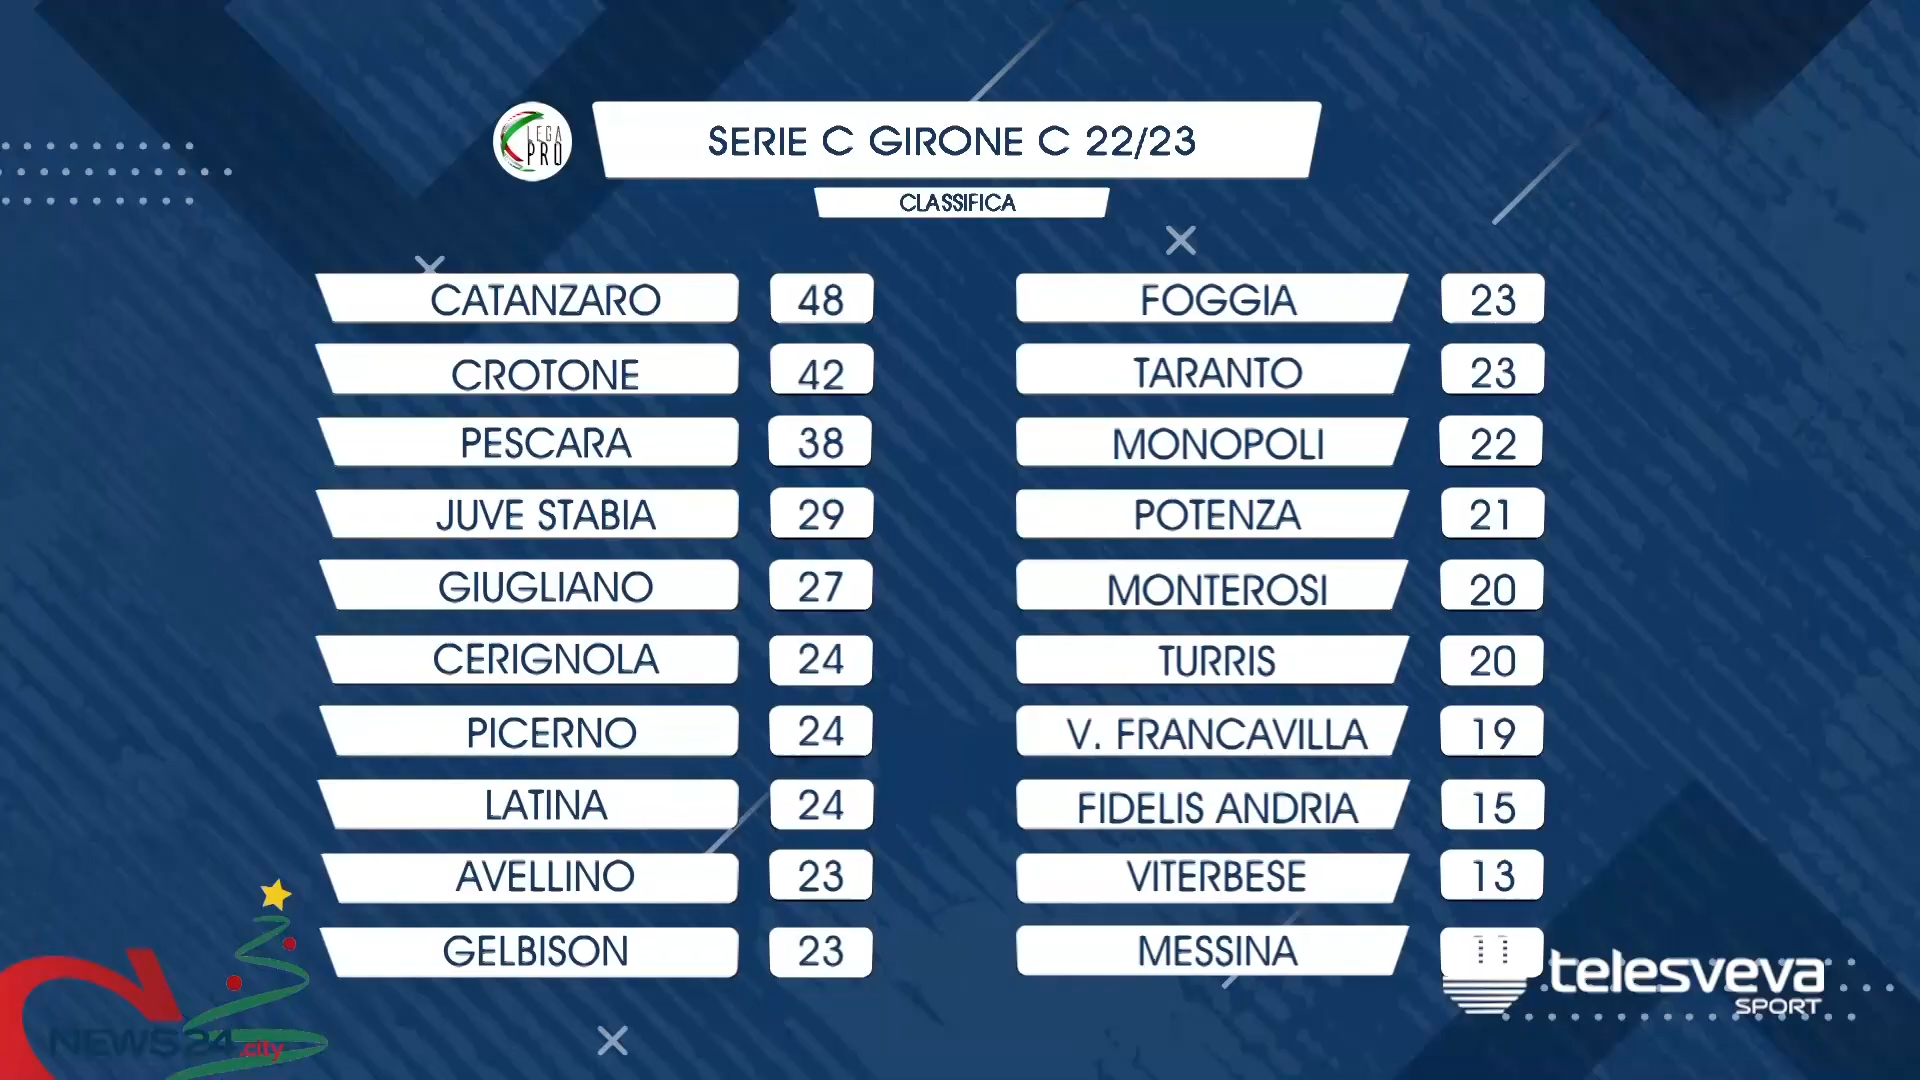 LEGA
PRO
SERIE C GIRONE C 22/23
CLASSIFICA
CATANZARO 48
CROTONE 42
PESCARA 38
JUVE STABIA 29
GIUGLIANO 27
CERIGNOLA 24
PICERNO 24
LATINA 24
AVELLINO 23
GELBISON 23
FOGGIA 23
TARANTO 23
MONOPOLI 22
POTENZA 21
MONTEROSI 20
TURRIS 20
V. FRANCAVILLA 19
FIDELIS ANDRIA 15
VITERBESE 13
MESSINA 11
telesveva
SPORT
NEWS24.city